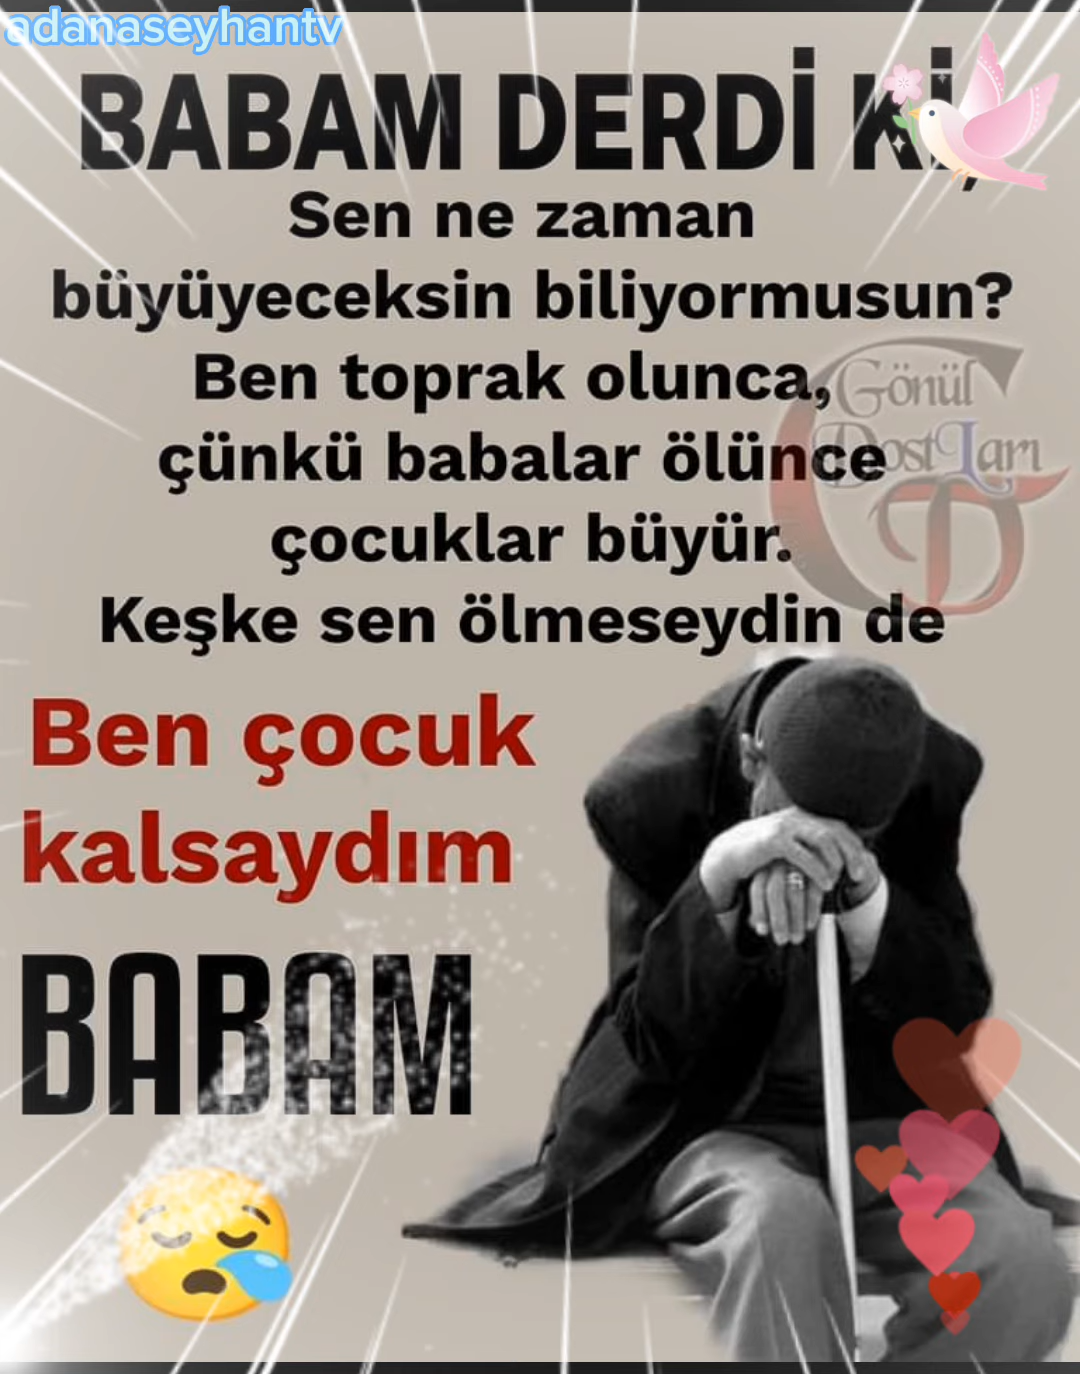 adanaseyhantv
BABAM DERDİ Kİ,
Sen ne zaman
büyüyeceksin biliyormusun?
Ben toprak olunca,
çünkü babalar ölünce
çocuklar büyür.
Keşke sen ölmeseydin de
Ben çocuk
kalsaydım
BABAM
Gönül
DostLarı